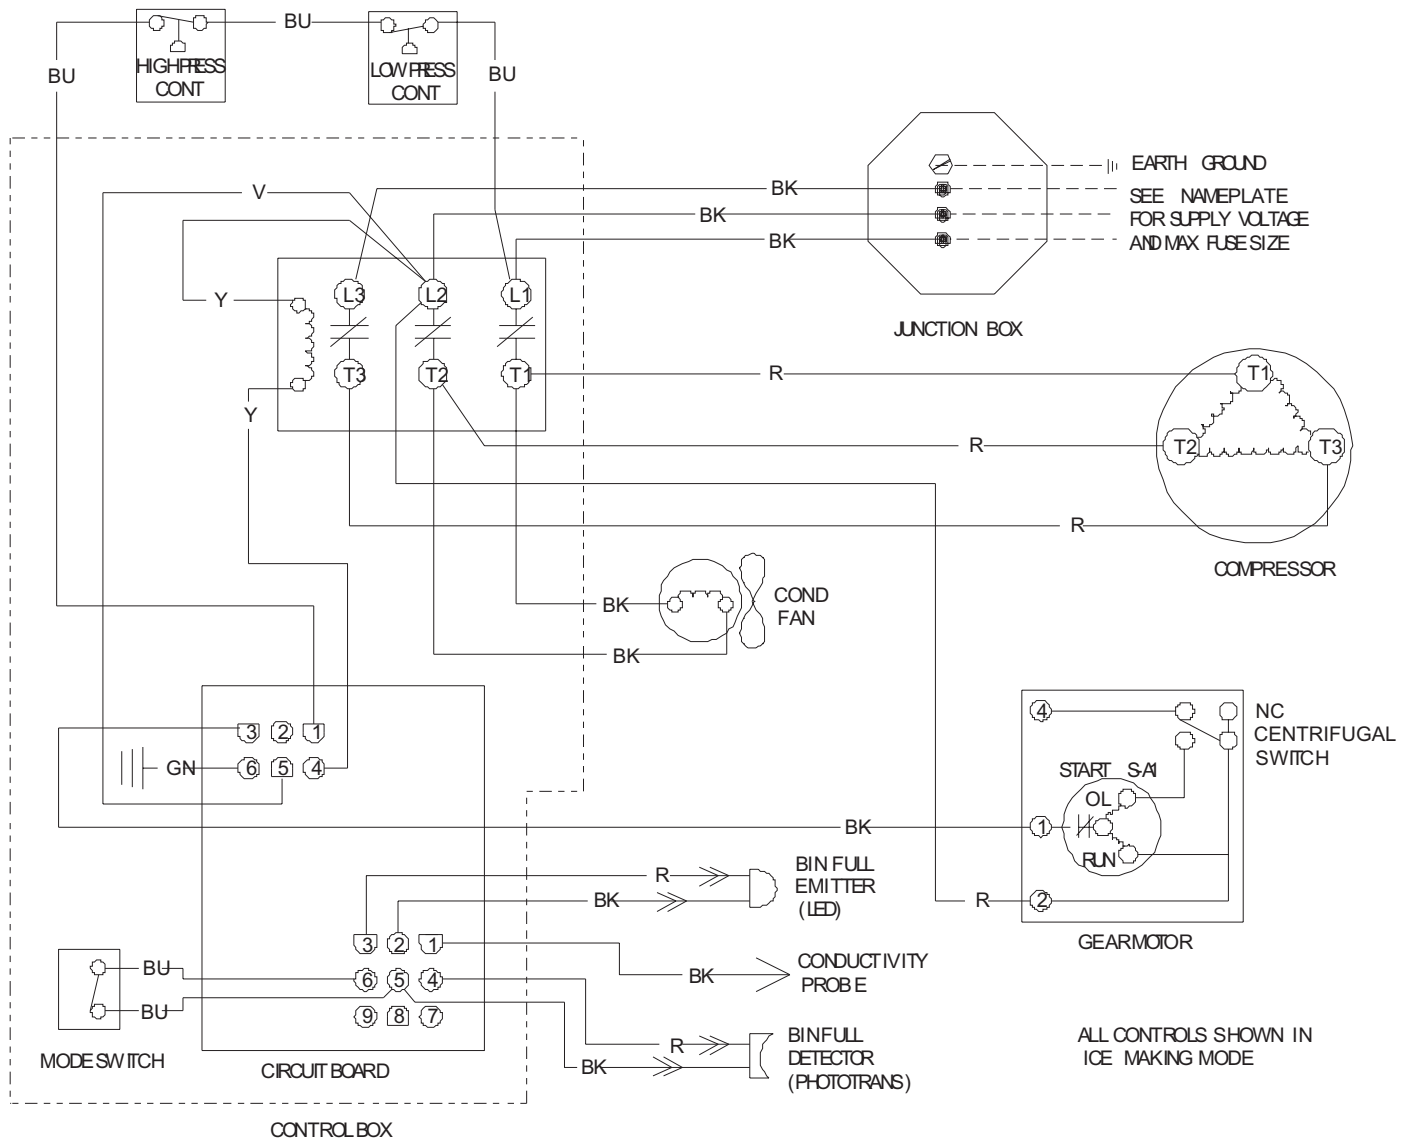 BU
BU
BU
HIGH PRESS
CONT
LOW PRESS
CONT
V
BK
BK
BK
EARTH GROUND
SEE NAMEPLATE
FOR SUPPLY VOLTAGE
AND MAX FUSE SIZE
JUNCTION BOX
Y
L3
L2
L1
T3
T2
T1
Y
R
R
R
T1
T2
T3
COMPRESSOR
BK
BK
COND
FAN
3
2
1
6
5
4
GN
BK
4
NC
CENTRIFUGAL
SWITCH
START S-A1
OL
1
RUN
R
2
GEARMOTOR
R
BK
BIN FULL
EMITTER
(LED)
3
2
1
6
5
4
9
8
7
BU
BU
MODE SWITCH
CIRCUIT BOARD
CONTROL BOX
BK
CONDUCTIVITY
PROBE
R
BK
BIN FULL
DETECTOR
(PHOTOTRANS)
ALL CONTROLS SHOWN IN
ICE MAKING MODE